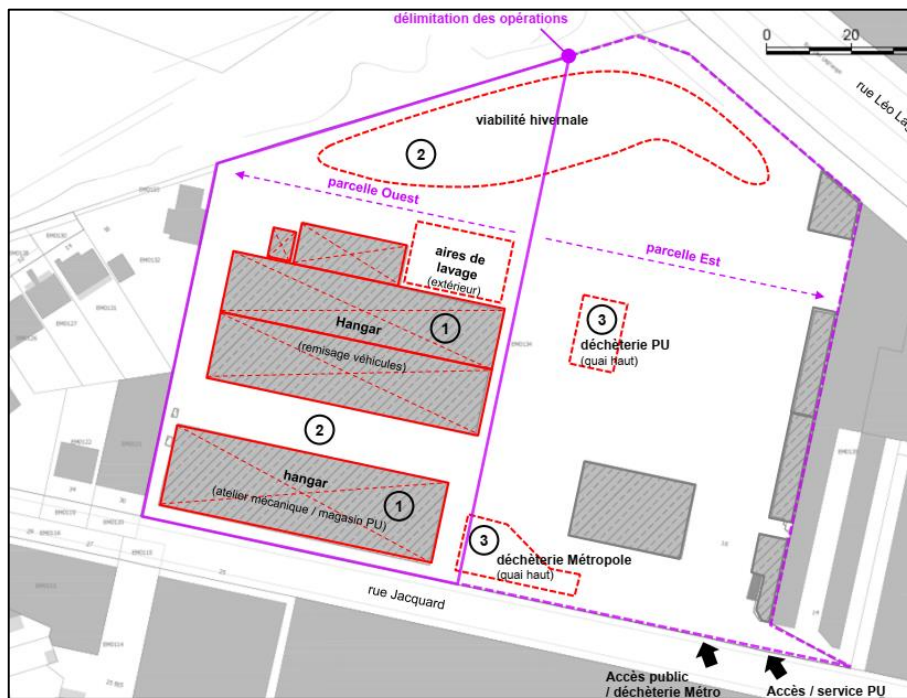 délimitation des opérations
0 20
rue Léo Lag
viabilité hivernale
2
parcelle Ouest
parcelle Est
aires de
lavage
(extérieur)
Hangar
1
(remisage véhicules)
3
déchèterie PU
(quai haut)
2
hangar
1
(atelier mécanique / magasin PU)
3
déchèterie Métropole
(quai haut)
rue Jacquard
Accès public
/ déchèterie Métro
Accès / service PU